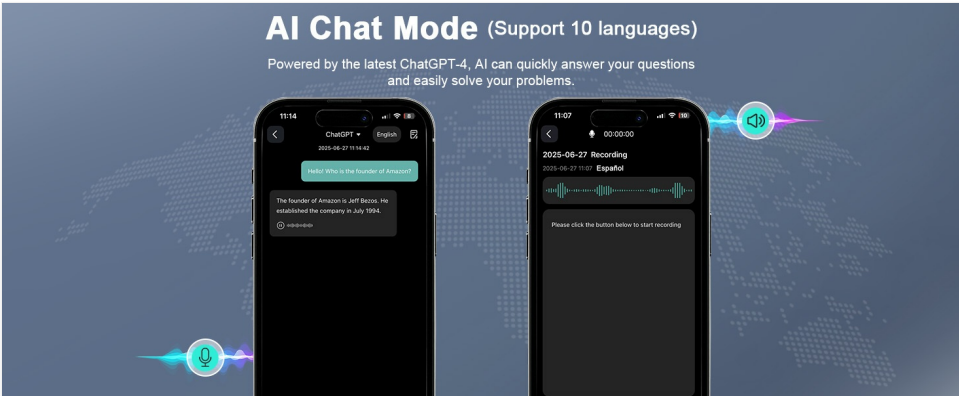 AI Chat Mode (Support 10 languages)
Powered by the latest ChatGPT-4, AI can quickly answer your questions
and easily solve your problems.
11:14
ChatGPT
English
2025-06-27 11:14:42
Hello! Who is the founder of Amazon?
The founder of Amazon is Jeff Bezos. He
established the company in July 1994.
11:07
10
00:00:00
2025-06-27 Recording
2025-06-27 11:07 Español
Please click the button below to start recording